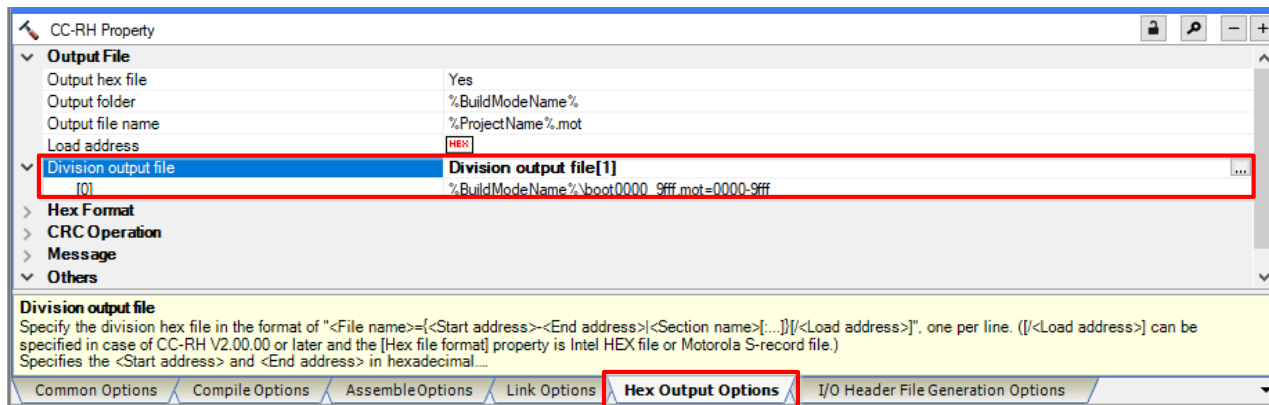 CC-RH Property
Output File
Output hex file Yes
Output folder %BuildModeName%
Output file name %ProjectName%.mot
Load address HEX
Division output file Division output file[1] ...
[0] %BuildModeName%\boot0000_9fff.mot=0000-9fff
Hex Format
CRC Operation
Message
Others
Division output file
Specify the division hex file in the format of "<File name>={<Start address>-<End address>|<Section name>[:...]}[/<Load address>]", one per line. ([/<Load address>] can be
specified in case of CC-RH V2.00.00 or later and the [Hex file format] property is Intel HEX file or Motorola S-record file.)
Specifies the <Start address> and <End address> in hexadecimal....
Common Options Compile Options Assemble Options Link Options Hex Output Options I/O Header File Generation Options